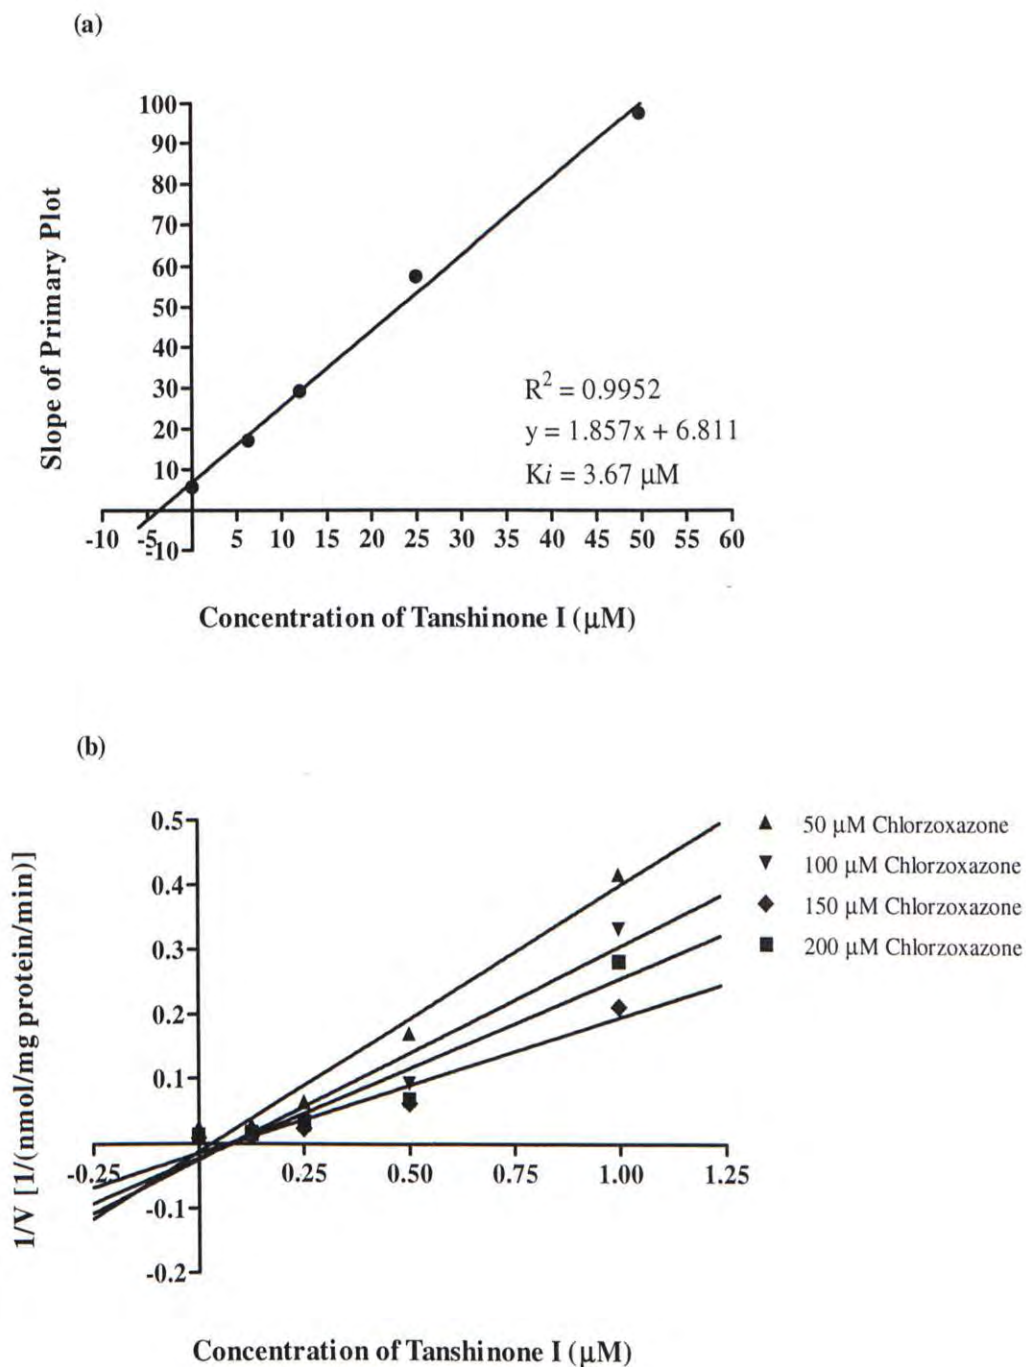 (a)
Slope of Primary Plot
100
90
80
70
60
50
40
30
20
10
-10
-10 -5 5 10 15 20 25 30 35 40 45 50 55 60
R² = 0.9952
y = 1.857x + 6.811
Ki = 3.67 μM
Concentration of Tanshinone I (μM)
(b)
1/V [1/(nmol/mg protein/min)]
0.5
0.4
0.3
0.2
0.1
-0.1
-0.2
-0.25 0.25 0.50 0.75 1.00 1.25
50 μM Chlorzoxazone
100 μM Chlorzoxazone
150 μM Chlorzoxazone
200 μM Chlorzoxazone
Concentration of Tanshinone I (μM)